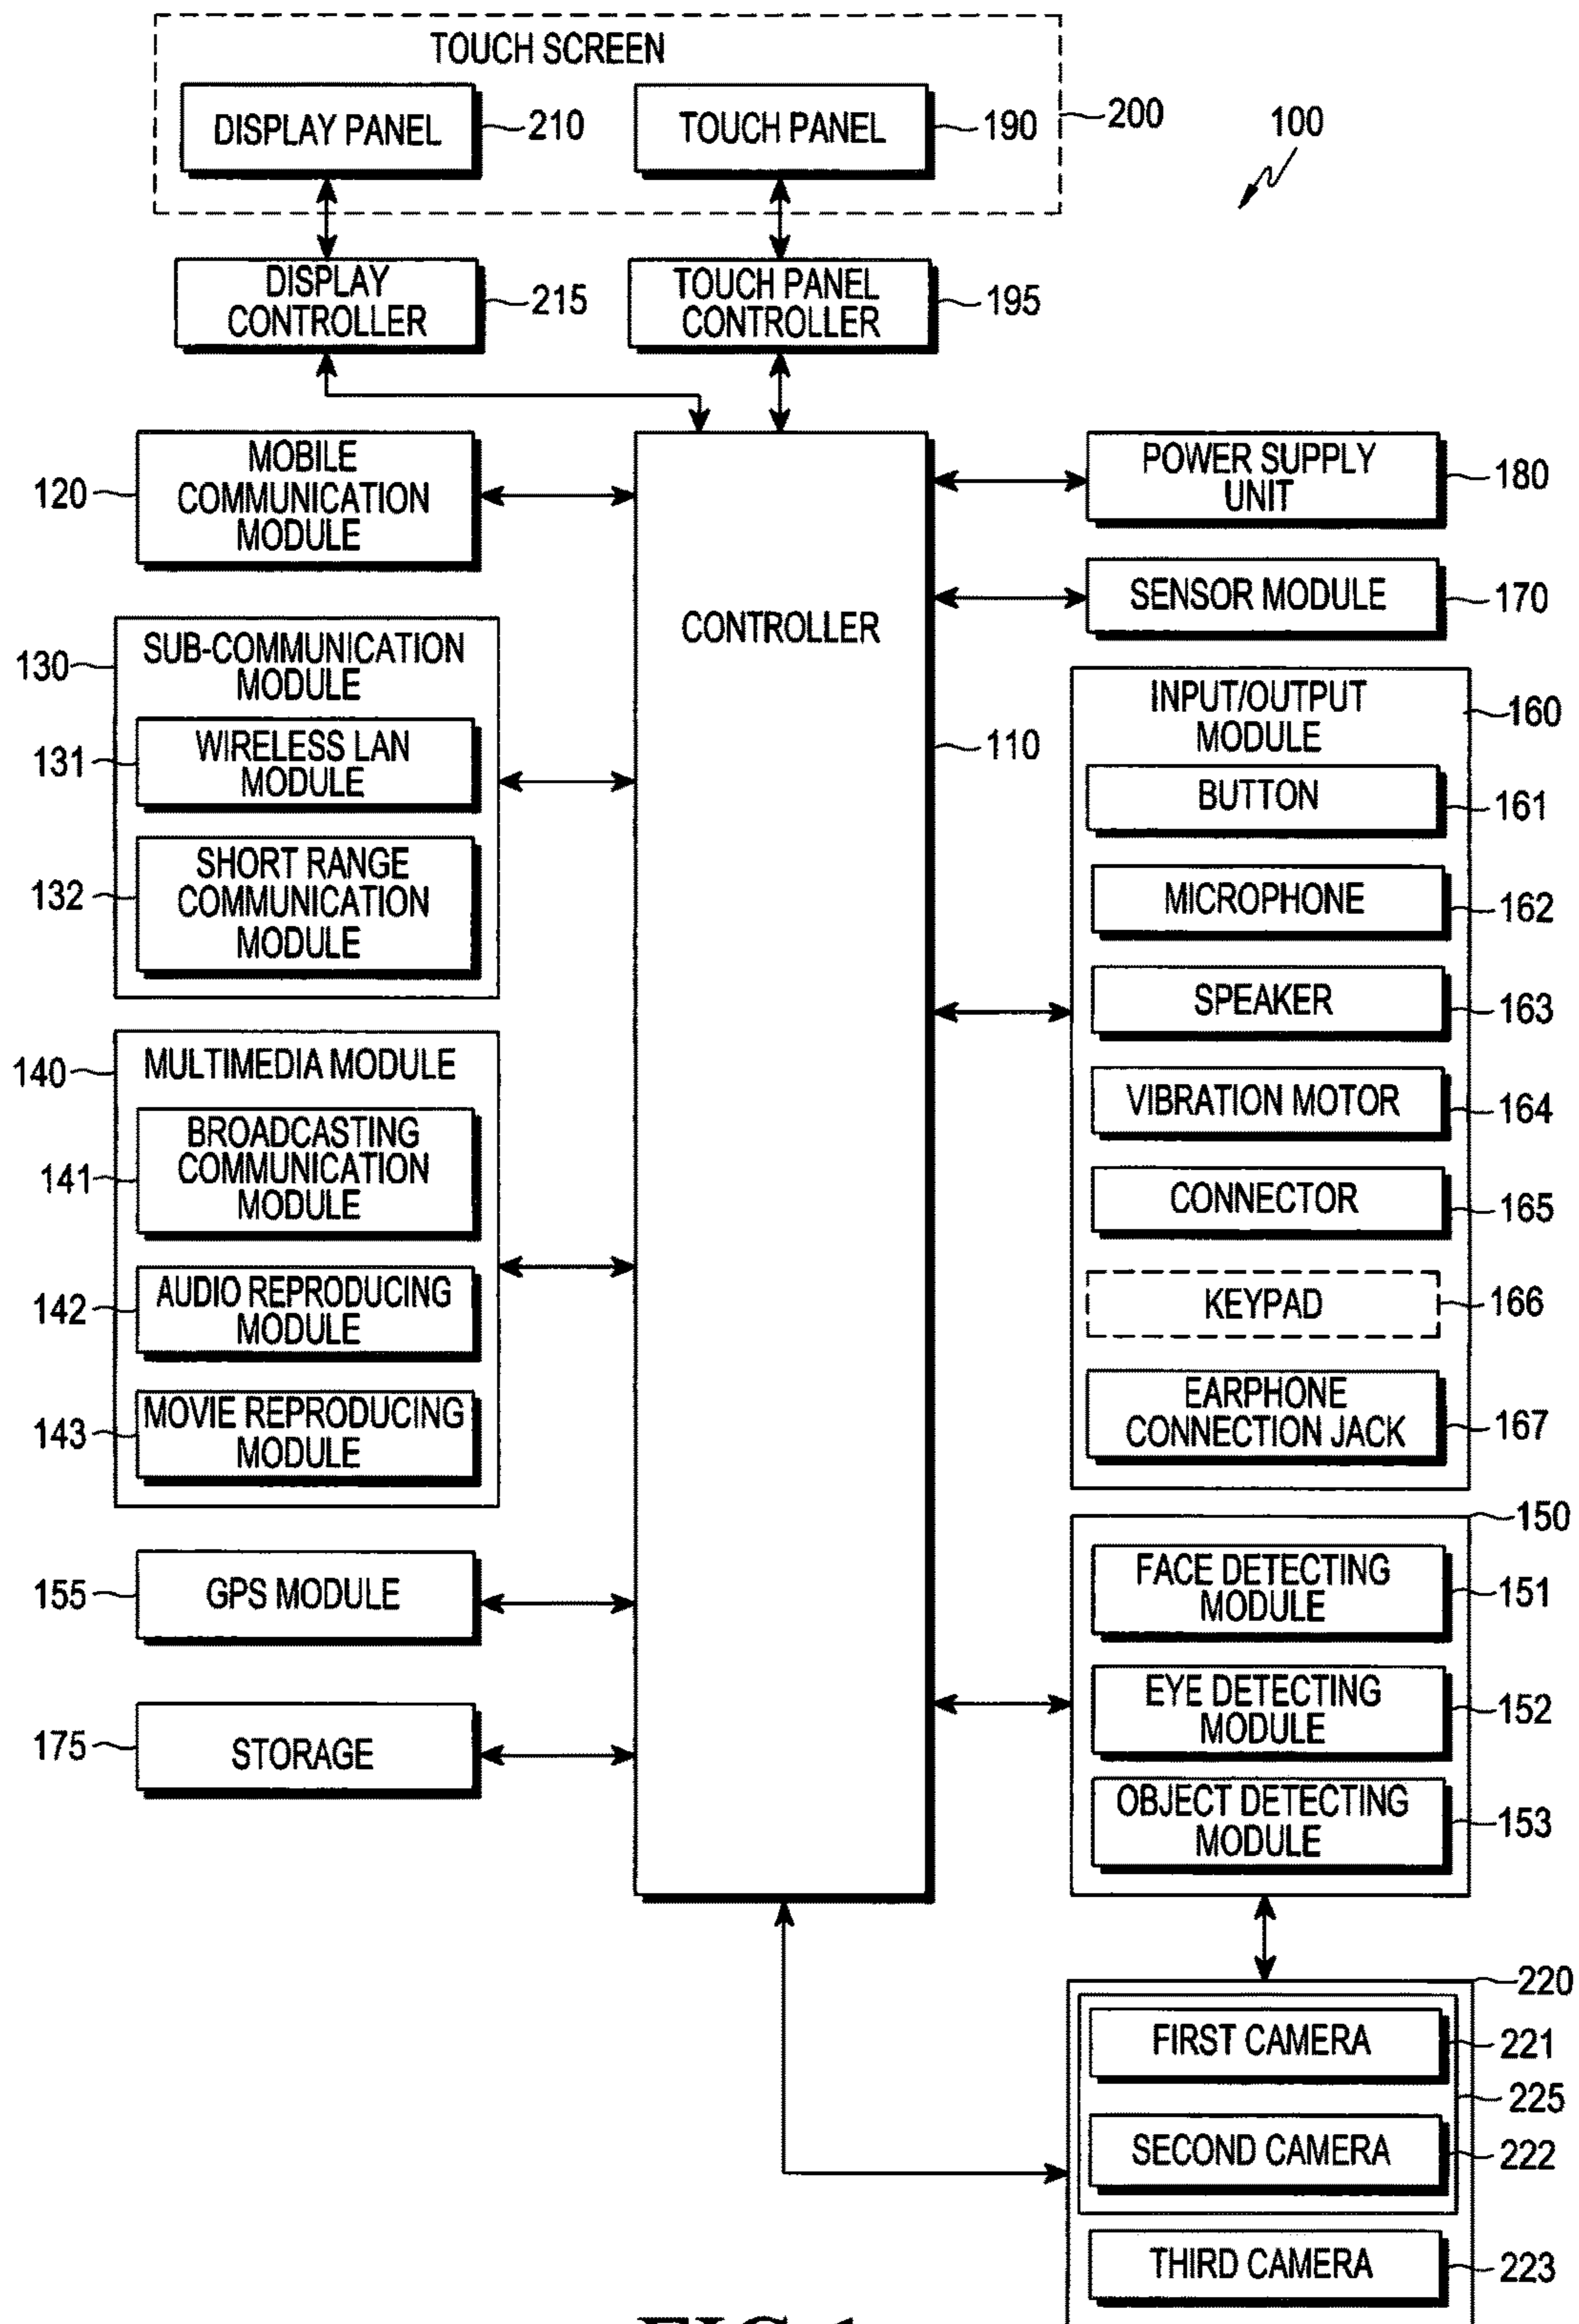 TOUCH SCREEN
DISPLAY PANEL
210
TOUCH PANEL
190
200
100
DISPLAY
CONTROLLER
215
TOUCH PANEL
CONTROLLER
195
120
MOBILE
COMMUNICATION
MODULE
130
SUB-COMMUNICATION
MODULE
131
WIRELESS LAN
MODULE
132
SHORT RANGE
COMMUNICATION
MODULE
140
MULTIMEDIA MODULE
141
BROADCASTING
COMMUNICATION
MODULE
142
AUDIO REPRODUCING
MODULE
143
MOVIE REPRODUCING
MODULE
155
GPS MODULE
175
STORAGE
CONTROLLER
110
POWER SUPPLY
UNIT
180
SENSOR MODULE
170
INPUT/OUTPUT
MODULE
160
BUTTON
161
MICROPHONE
162
SPEAKER
163
VIBRATION MOTOR
164
CONNECTOR
165
KEYPAD
166
EARPHONE
CONNECTION JACK
167
150
FACE DETECTING
MODULE
151
EYE DETECTING
MODULE
152
OBJECT DETECTING
MODULE
153
220
FIRST CAMERA
221
225
SECOND CAMERA
222
THIRD CAMERA
223